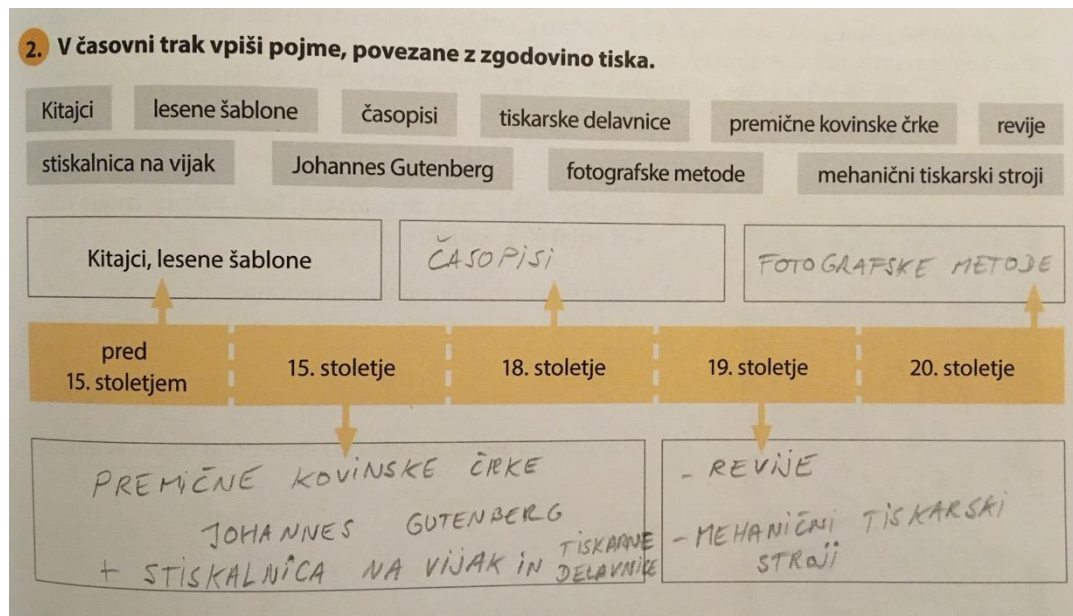 2. V časovni trak vpiši pojme, povezane z zgodovino tiska.
Kitajci lesene šablone časopisi tiskarske delavnice premične kovinske črke revije
stiskalnica na vijak Johannes Gutenberg fotografske metode mehanični tiskarski stroji
Kitajci, lesene šablone
ČASOPISI
FOTOGRAFSKE METODE
pred
15. stoletjem
15. stoletje
18. stoletje
19. stoletje
20. stoletje
PREMIČNE KOVINSKE ČRKE
JOHANNES GUTENBERG
+ STISKALNICA NA VIJAK IN TISKARNE
DELAVNICE
- REVIJE
- MEHANIČNI TISKARSKI
STROJI